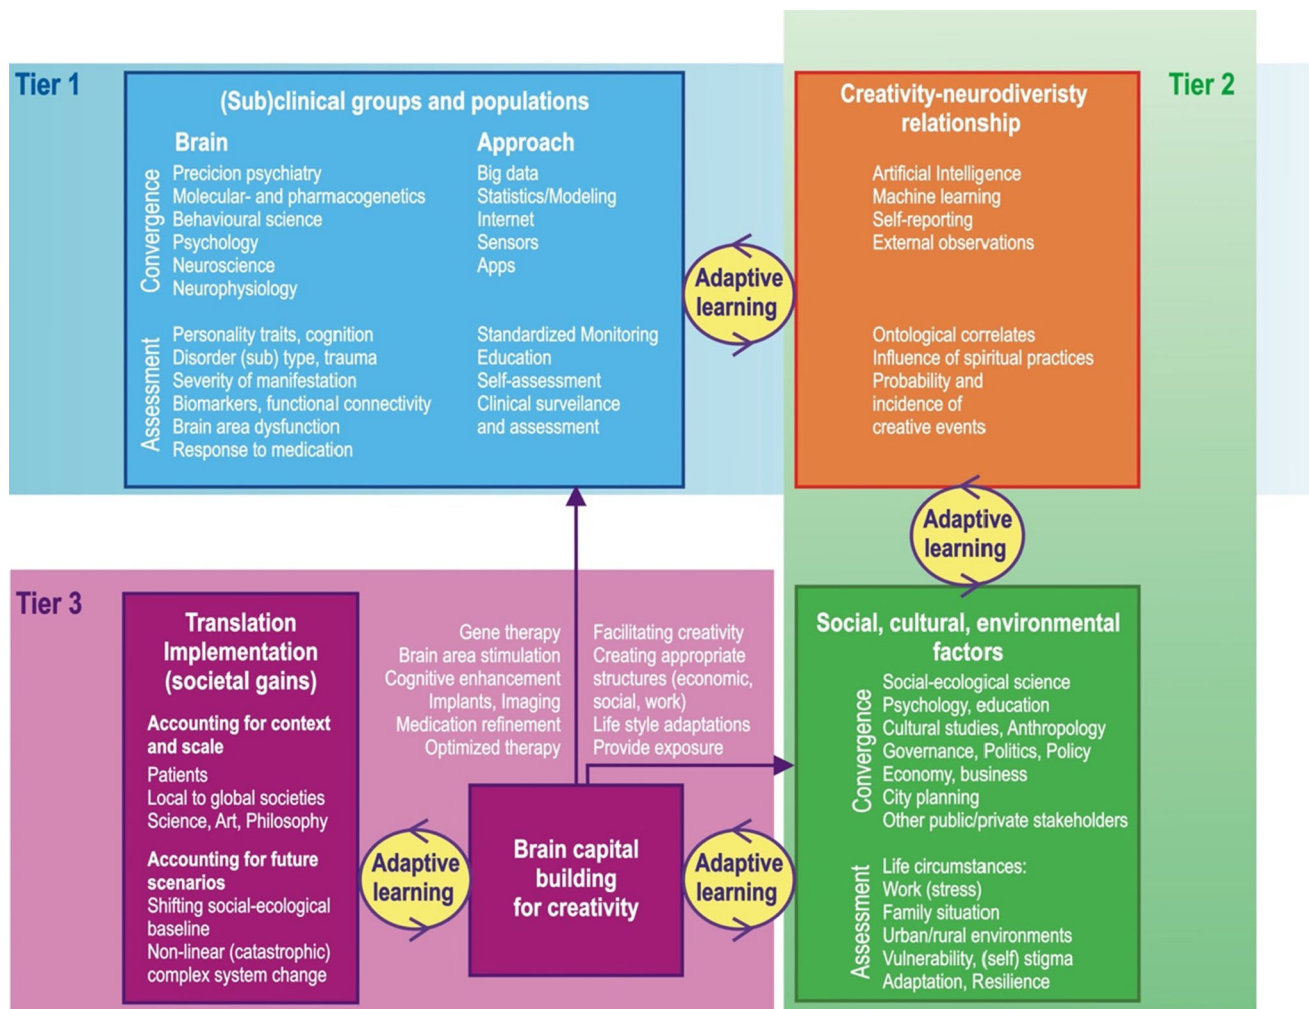 Tier 1
(Sub)clinical groups and populations
Brain
Convergence
Precicion psychiatry
Molecular- and pharmacogenetics
Behavioural science
Psychology
Neuroscience
Neurophysiology
Assessment
Personality traits, cognition
Disorder (sub) type, trauma
Severity of manifestation
Biomarkers, functional connectivity
Brain area dysfunction
Response to medication
Approach
Big data
Statistics/Modeling
Internet
Sensors
Apps
Standardized Monitoring
Education
Self-assessment
Clinical surveilance
and assessment
Adaptive
learning
Tier 2
Creativity-neurodiveristy
relationship
Artificial Intelligence
Machine learning
Self-reporting
External observations
Ontological correlates
Influence of spiritual practices
Probability and
incidence of
creative events
Adaptive
learning
Social, cultural, environmental
factors
Convergence
Social-ecological science
Psychology, education
Cultural studies, Anthropology
Governance, Politics, Policy
Economy, business
City planning
Other public/private stakeholders
Assessment
Life circumstances:
Work (stress)
Family situation
Urban/rural environments
Vulnerability, (self) stigma
Adaptation, Resilience
Tier 3
Translation
Implementation
(societal gains)
Accounting for context
and scale
Patients
Local to global societies
Science, Art, Philosophy
Accounting for future
scenarios
Shifting social-ecological
baseline
Non-linear (catastrophic)
complex system change
Adaptive
learning
Gene therapy
Brain area stimulation
Cognitive enhancement
Implants, Imaging
Medication refinement
Optimized therapy
Facilitating creativity
Creating appropriate
structures (economic,
social, work)
Life style adaptations
Provide exposure
Brain capital
building
for creativity
Adaptive
learning